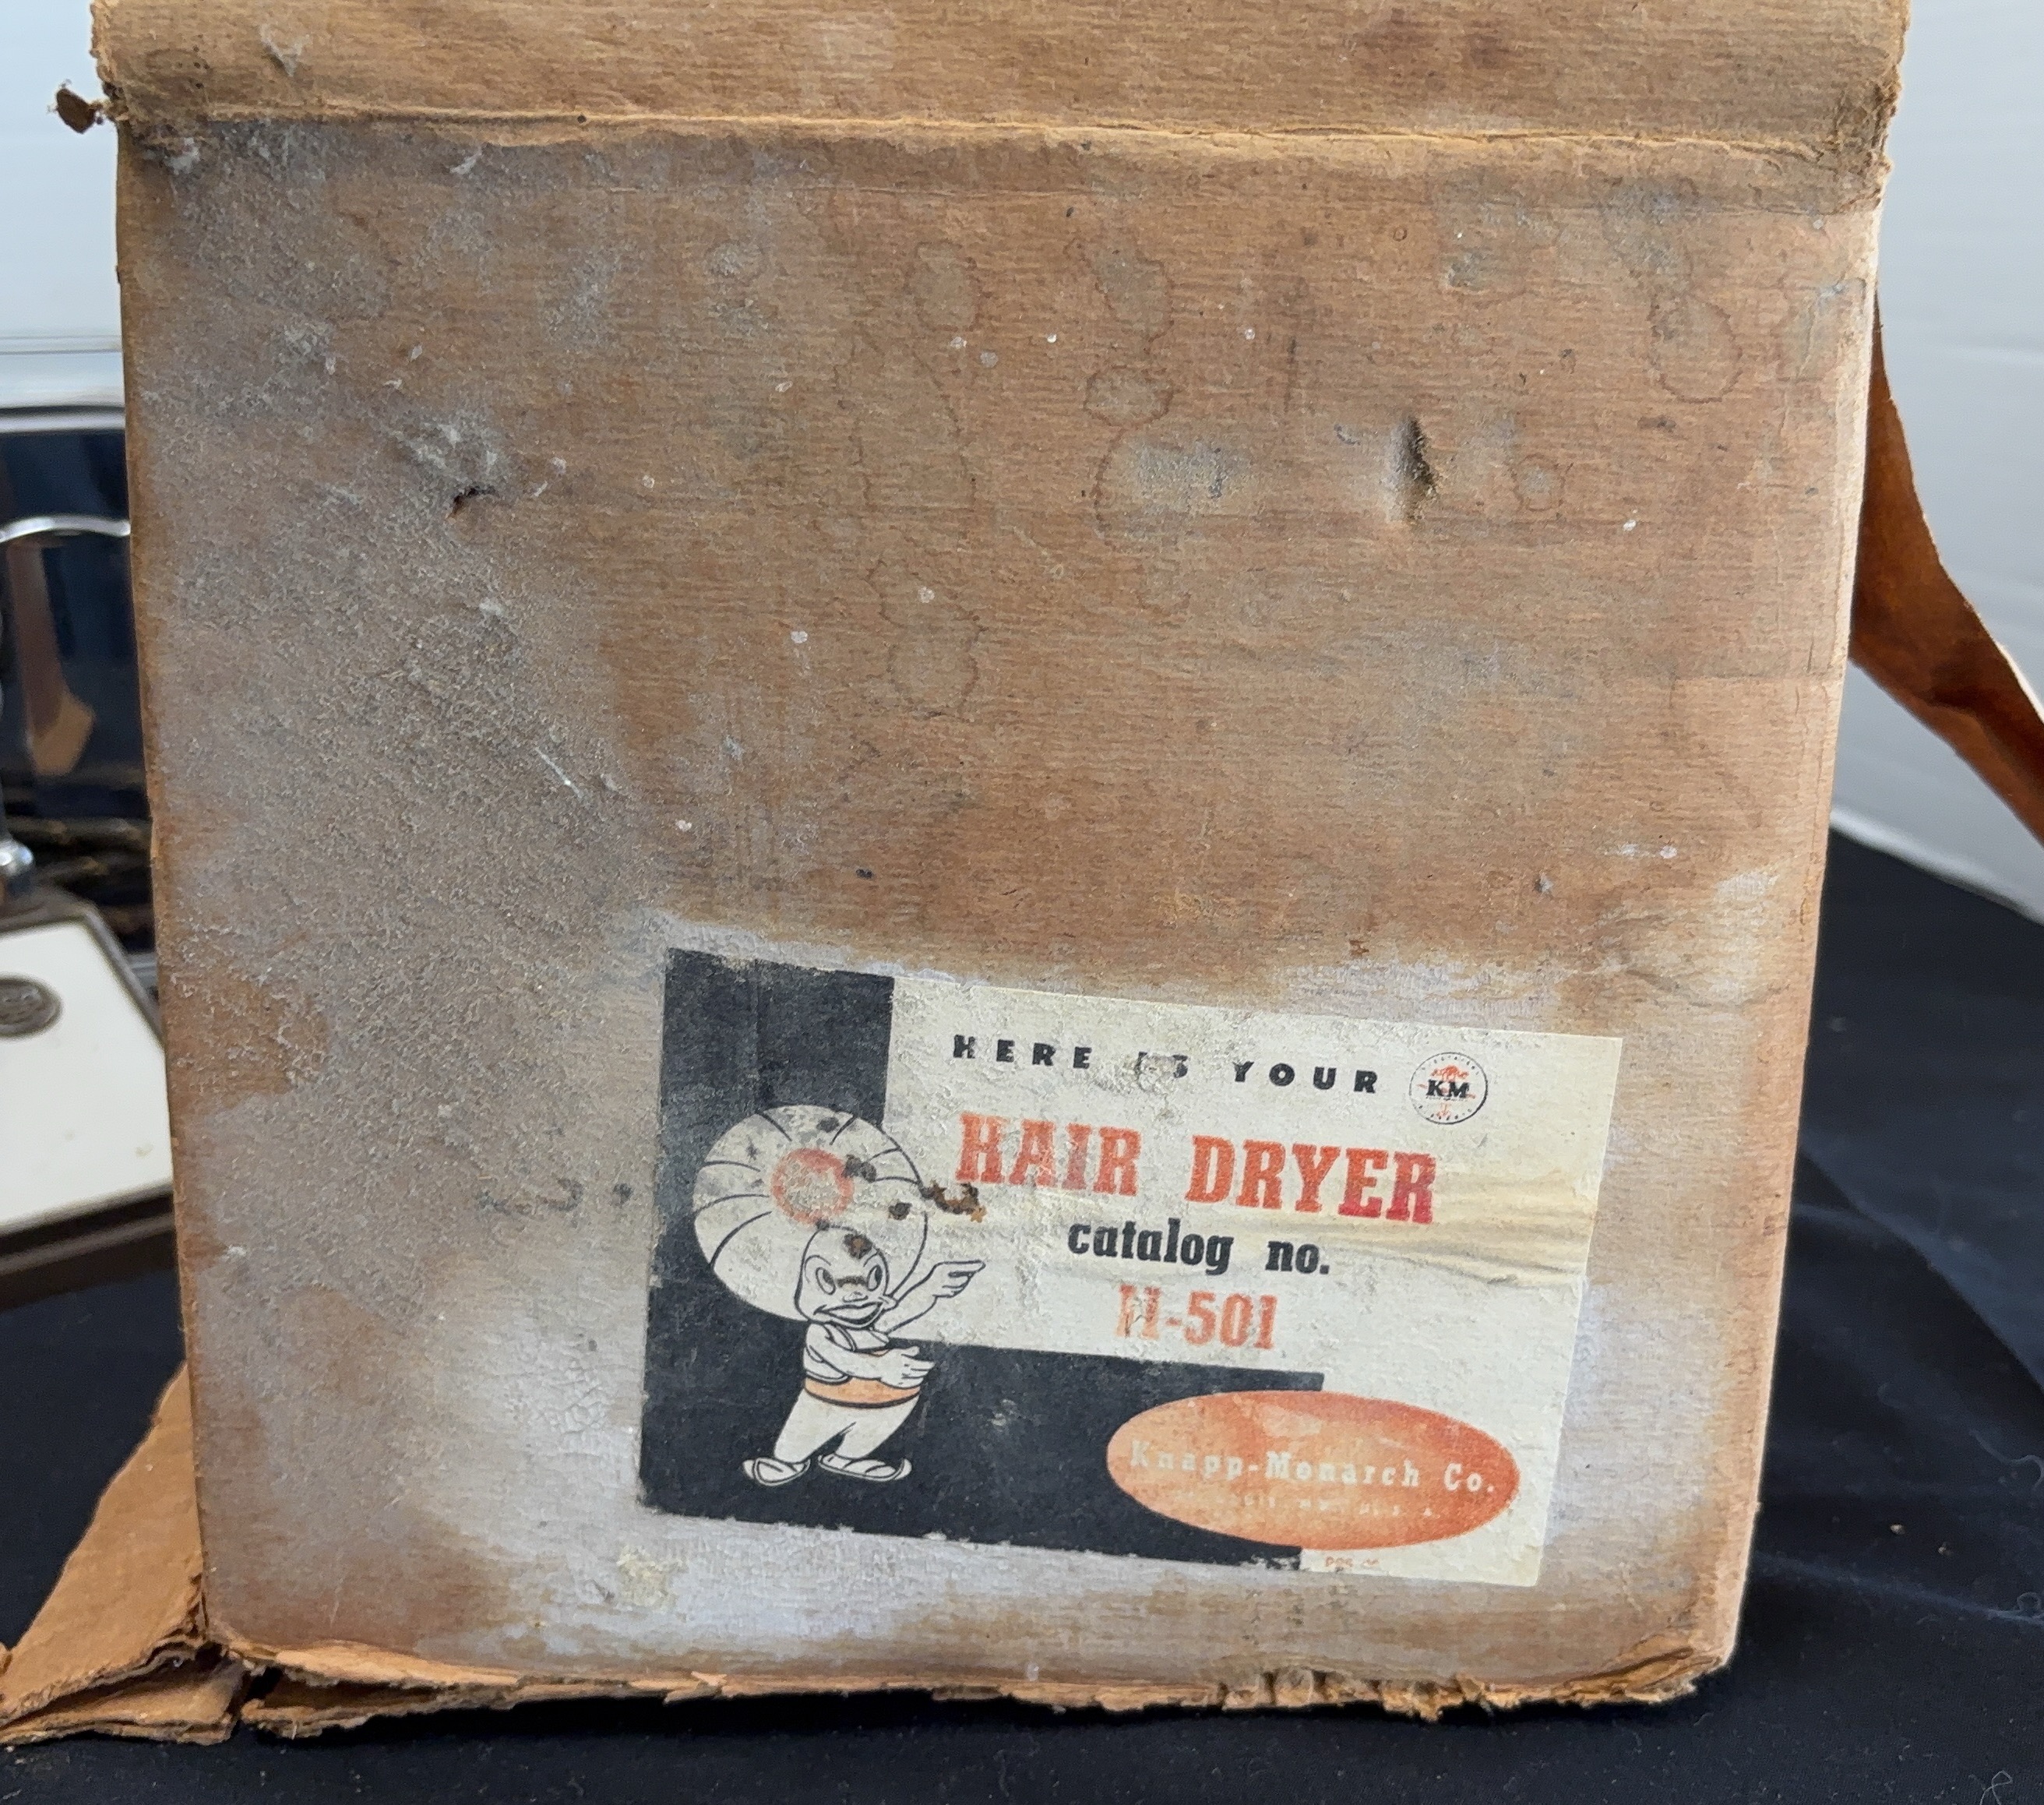 HERE IS YOUR
KM
HAIR DRYER
catalog no.
H-501
Knapp-Monarch Co.